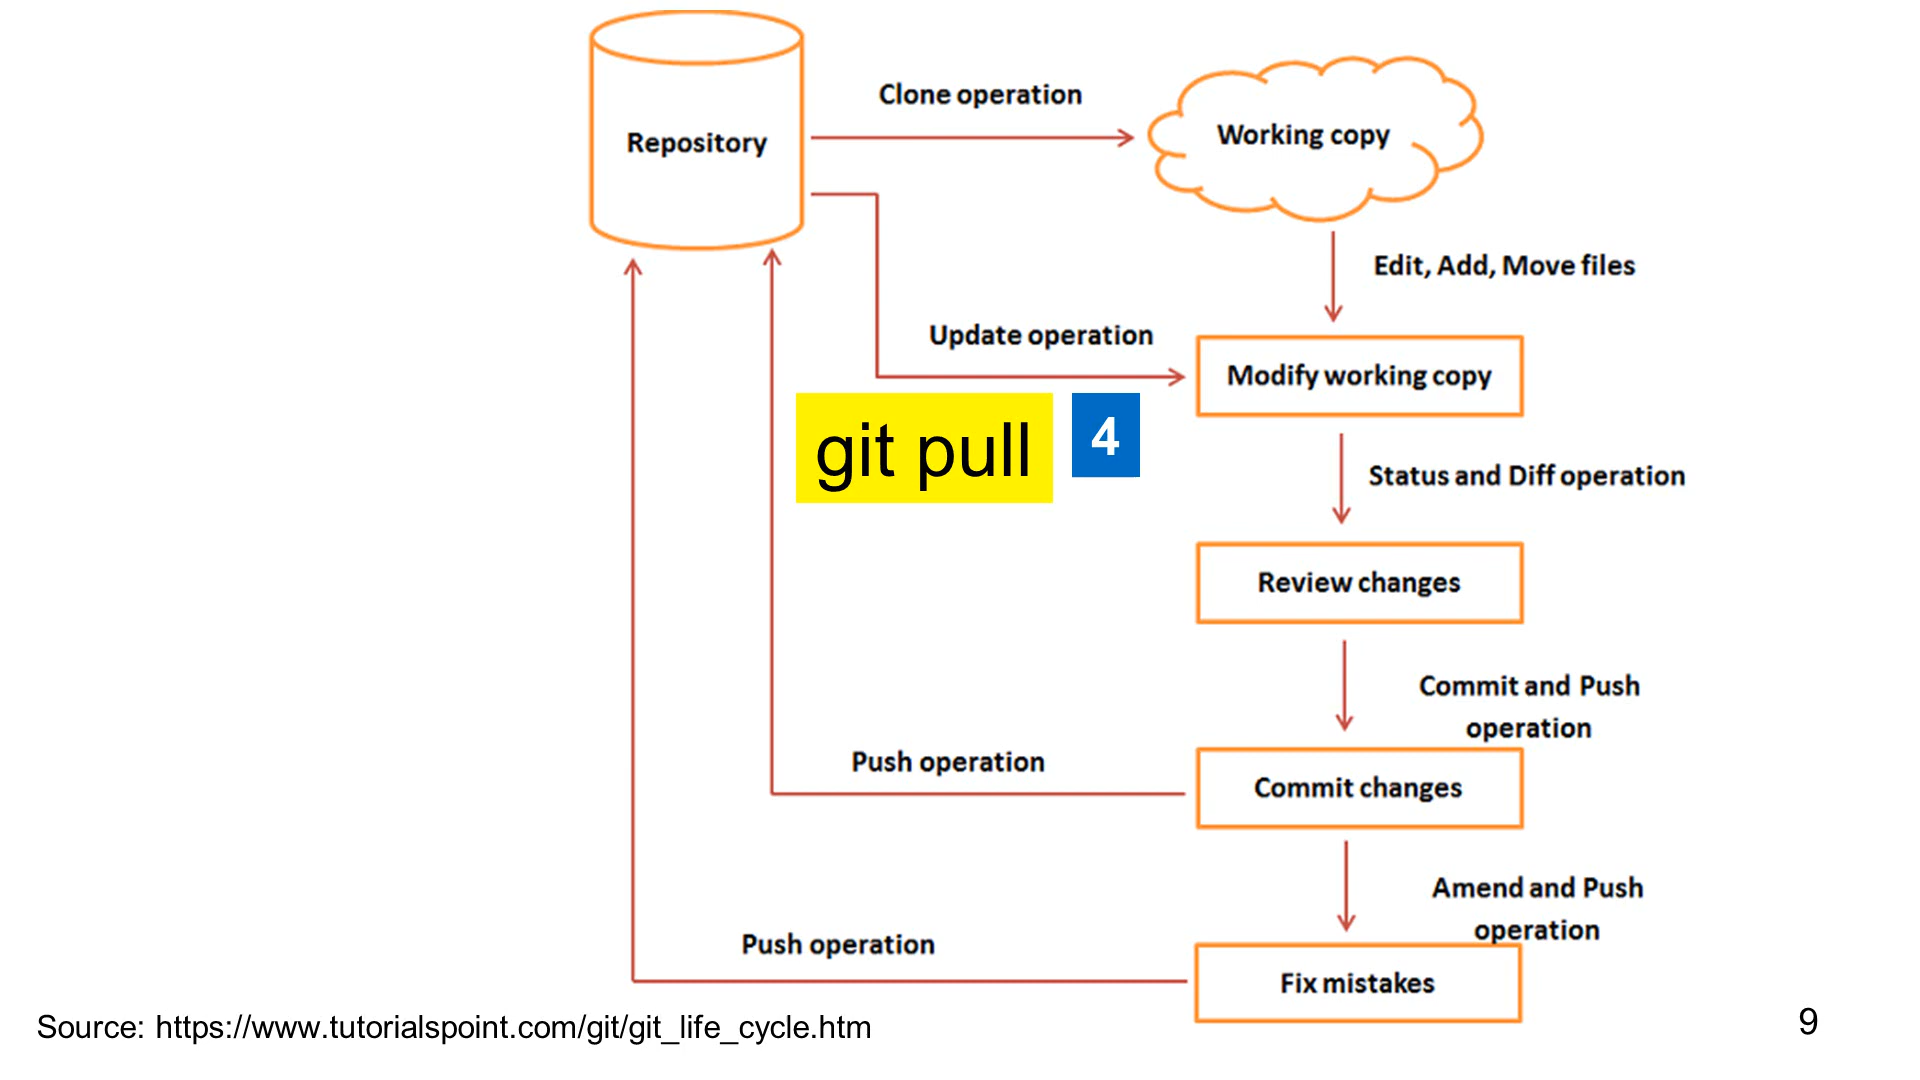 Clone operation
Repository
Working copy
Edit, Add, Move files
Update operation
Modify working copy
git pull
4
Status and Diff operation
Review changes
Commit and Push
operation
Push operation
Commit changes
Amend and Push
operation
Push operation
Fix mistakes
Source: https://www.tutorialspoint.com/git/git_life_cycle.htm
9